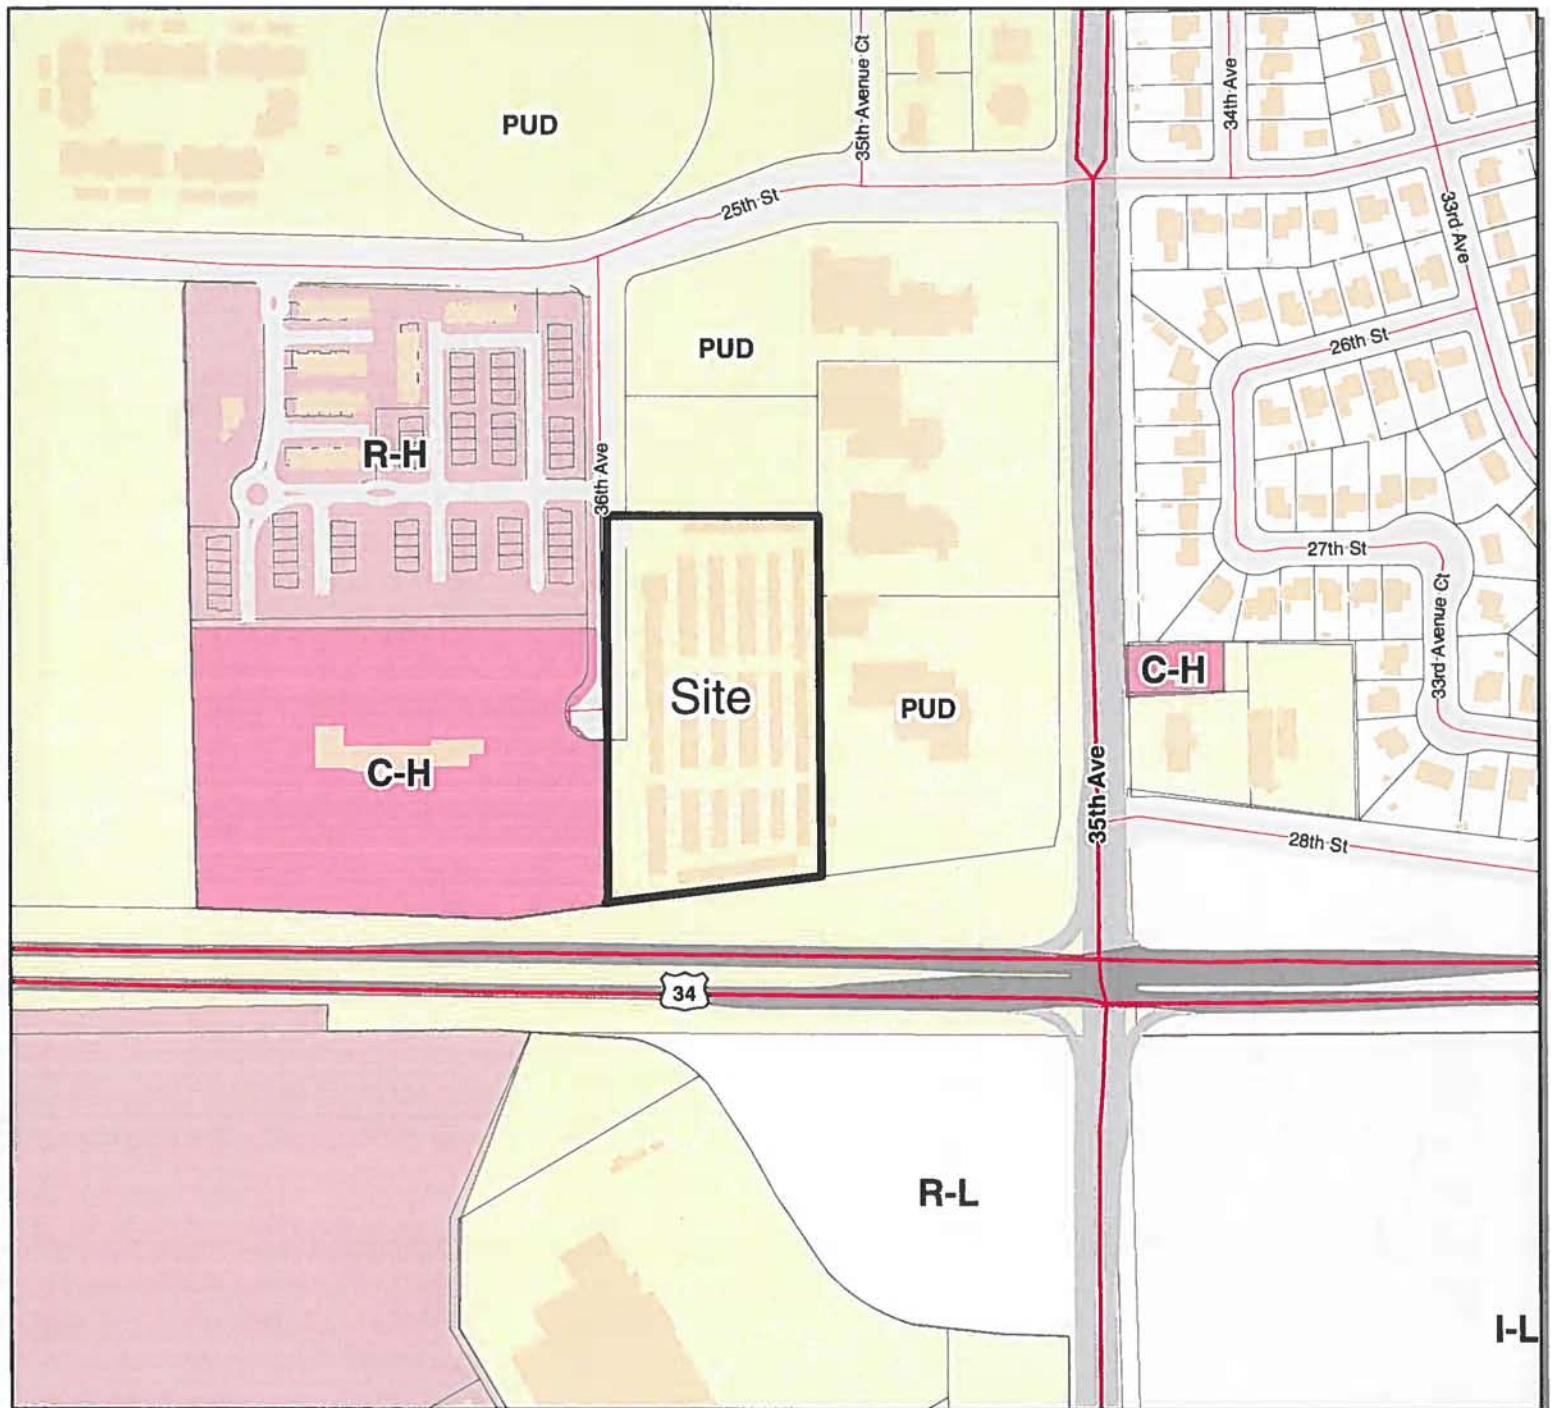 PUD
35th Avenue Ct
34th Ave
25th St
33rd Ave
PUD
26th St
R-H
36th Ave
27th St
33rd Avenue Ct
Site
C-H
PUD
C-H
35th Ave
28th St
34
R-L
I-L